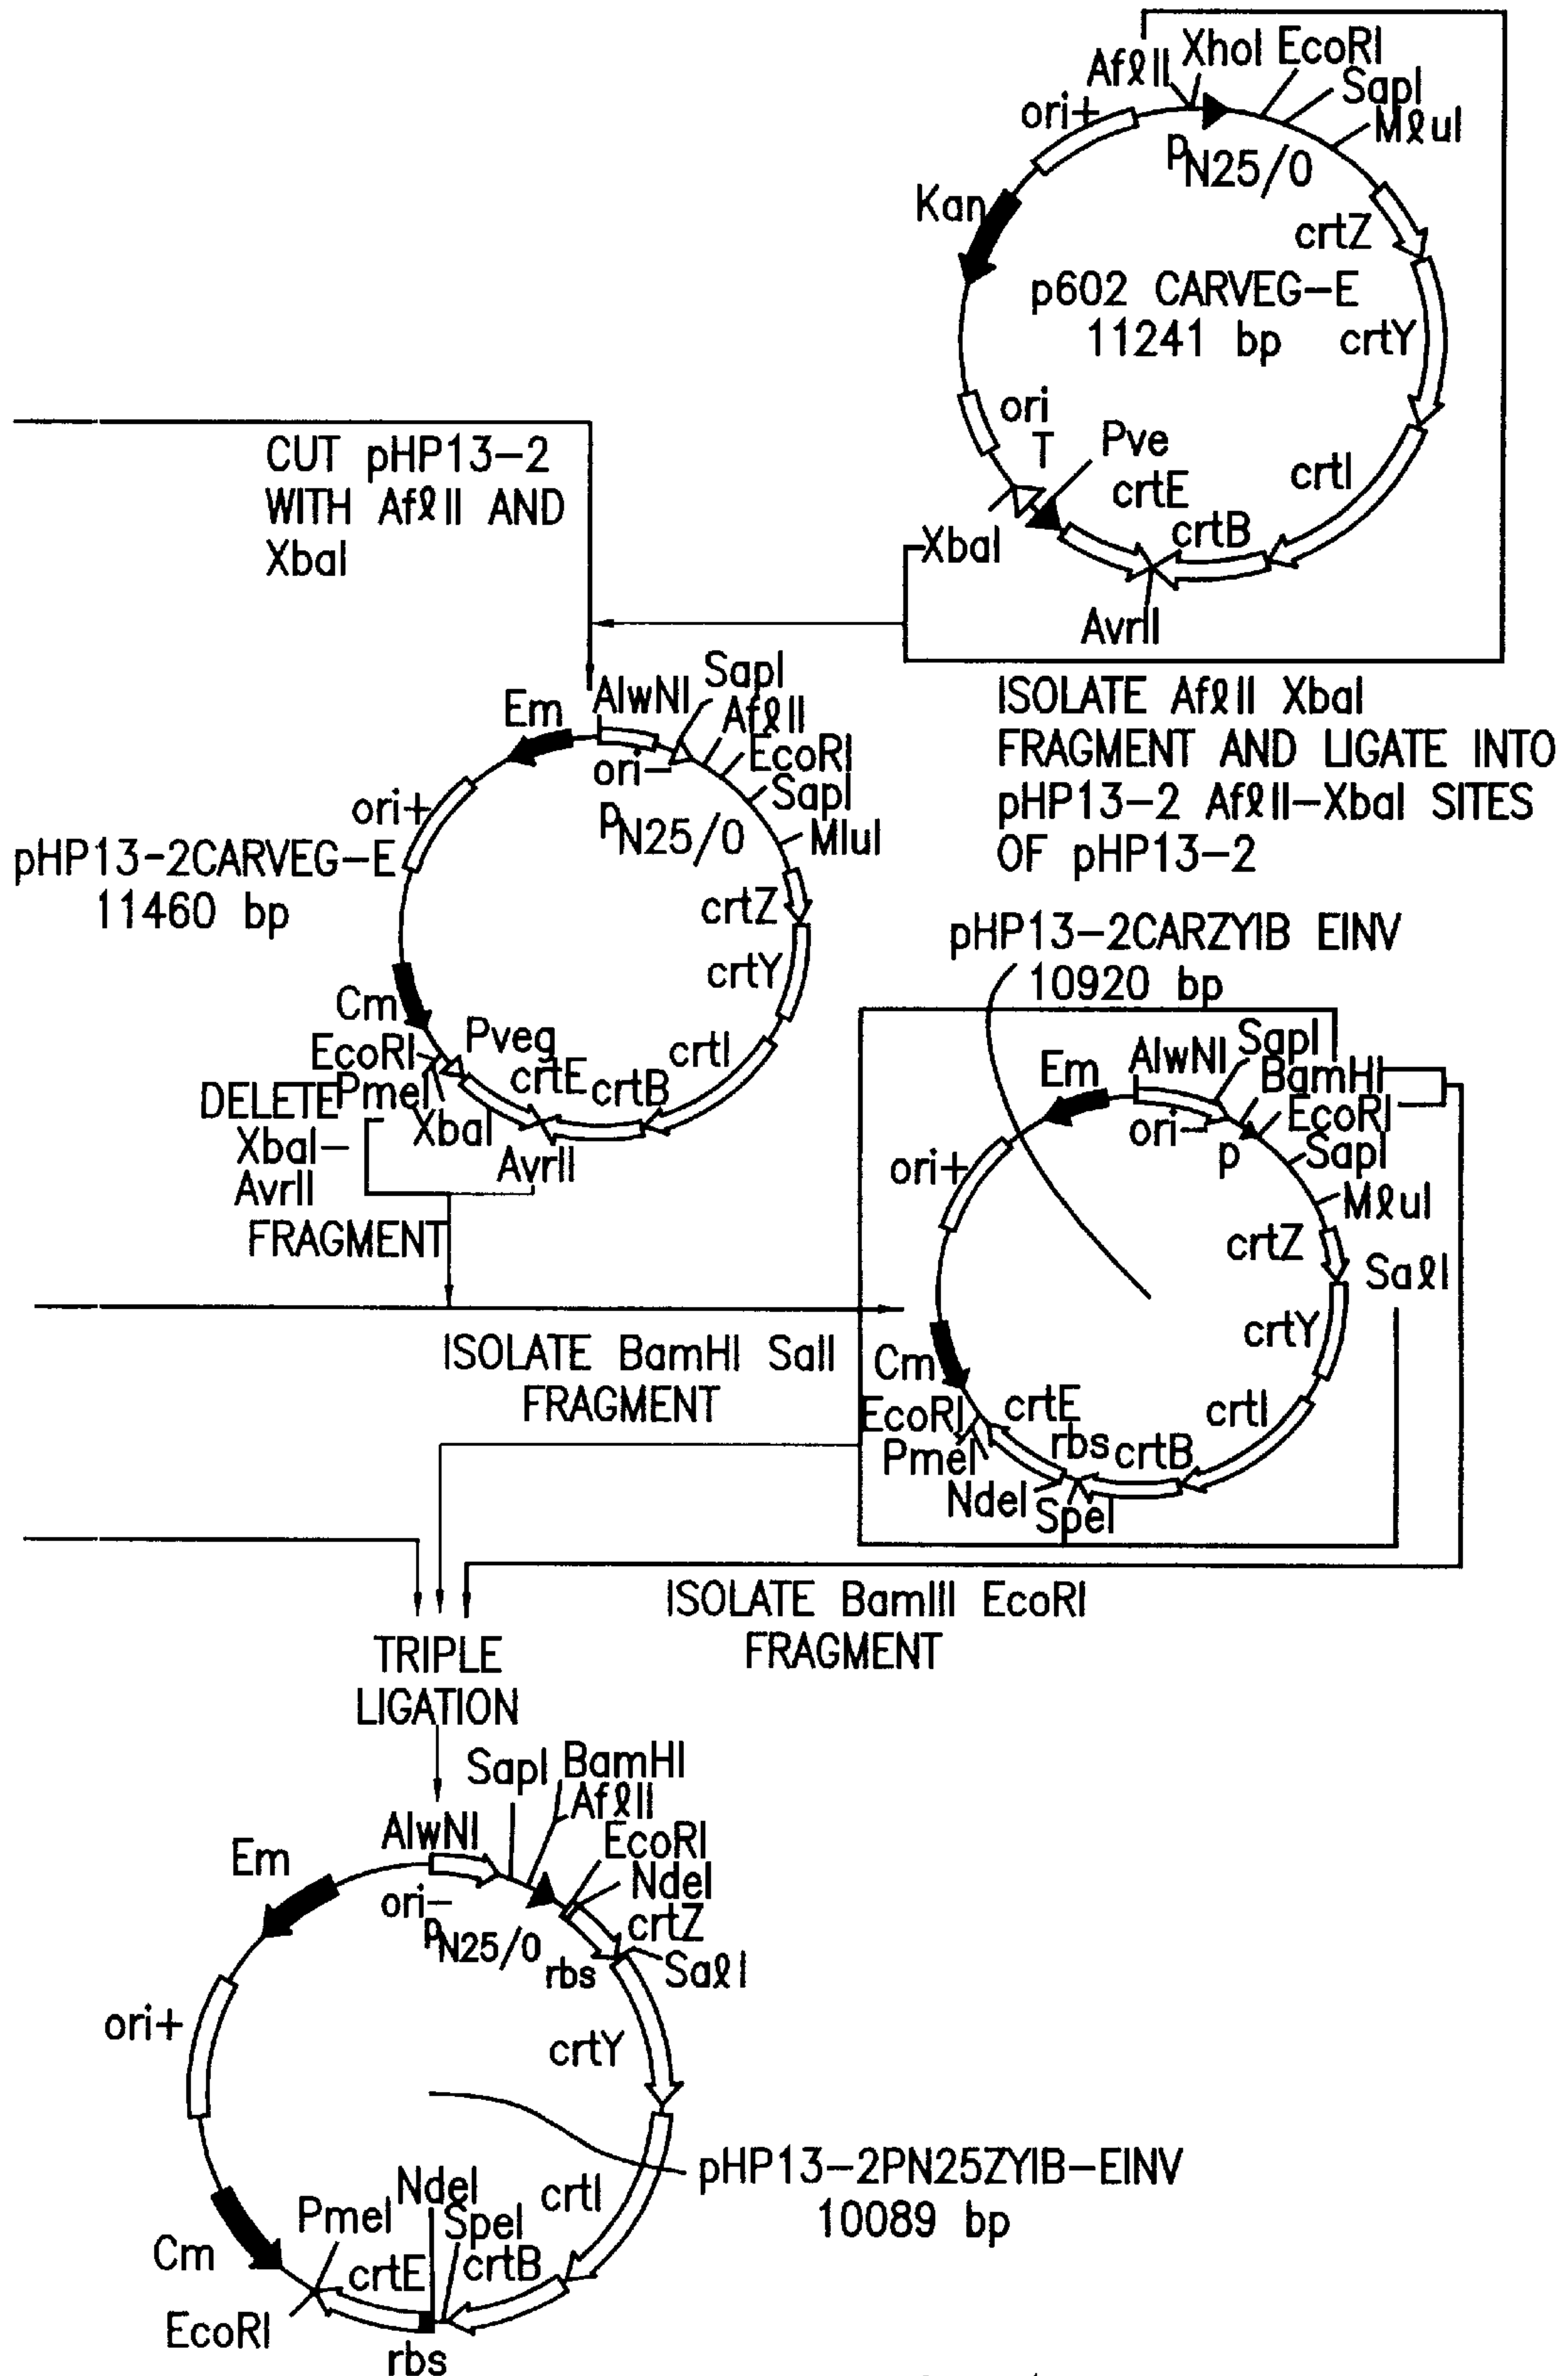 AfℓII XhoI EcoRI
SapI
MℓuI
ori+
PN25/0
Kan
crtZ
p602 CARVEG-E
11241 bp
crtY
ori
T
Pve
crtE
crtI
crtB
XbaI
AvrII
CUT pHP13-2
WITH AfℓII AND
XbaI
ISOLATE AfℓII XbaI
FRAGMENT AND LIGATE INTO
pHP13-2 AfℓII-XbaI SITES
OF pHP13-2
Em
AlwNI
SapI
AfℓII
EcoRI
SapI
MluI
ori-
ori+
PN25/0
pHP13-2CARVEG-E
11460 bp
crtZ
crtY
Cm
EcoRI
Pveg
crtE
crtB
crtI
PmeI
XbaI
AvrII
DELETE
XbaI-
AvrII
FRAGMENT
pHP13-2CARZYIB EINV
10920 bp
Em
AlwNI
SapI
BamHI
EcoRI
SapI
MℓuI
ori-
p
ori+
crtZ
SaℓI
crtY
Cm
EcoRI
crtE
crtI
PmeI
rbs
crtB
NdeI
SpeI
ISOLATE BamHI SalI
FRAGMENT
ISOLATE BamIII EcoRI
FRAGMENT
TRIPLE
LIGATION
SapI
BamHI
AfℓII
AlwNI
EcoRI
NdeI
Em
ori-
PN25/0
crtZ
rbs
SaℓI
ori+
crtY
pHP13-2PN25ZYIB-EINV
10089 bp
NdeI
PmeI
SpeI
crtI
Cm
crtE
crtB
EcoRI
rbs